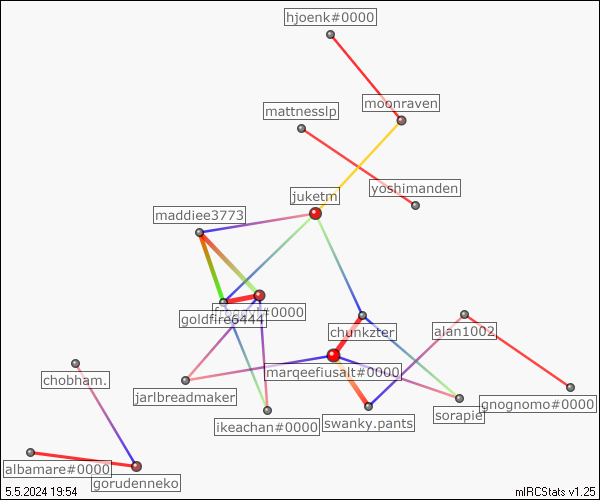 hjoenk#0000
moonraven
mattnesslp
yoshimanden
juketm
maddiee3773
goldfire6444
#0000
chunkzter
alan1002
marqeefiusalt#0000
chobham.
jarlbreadmaker
gnognomo#0000
sorapie
ikeachan#0000
swanky.pants
albamare#0000
gorudenneko
5.5.2024 19:54
mIRCStats v1.25